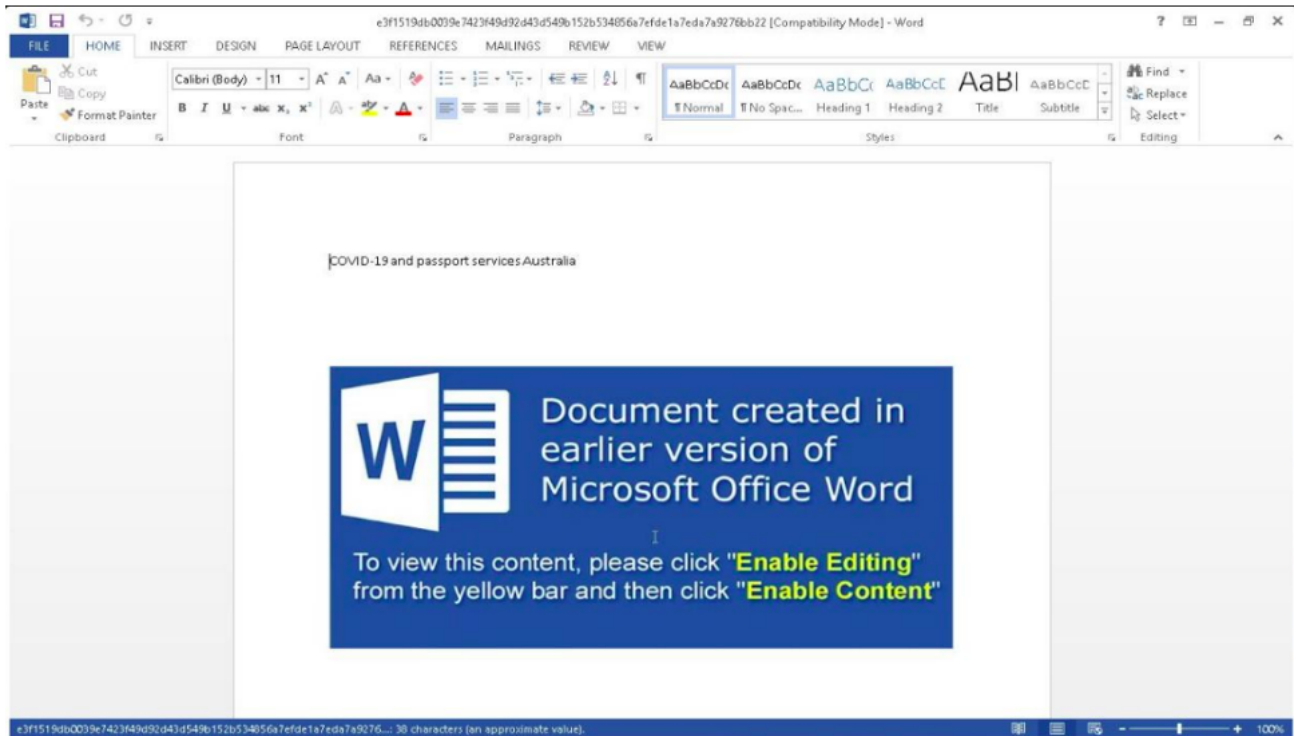 e3f1519db0039e7423f49d92d43d549b152b534856a7efde1a7eda7a9276bb22 [Compatibility Mode] - Word
FILE HOME INSERT DESIGN PAGE LAYOUT REFERENCES MAILINGS REVIEW VIEW
Paste
Cut
Copy
Format Painter
Clipboard
Calibri (Body) 11
Font
Paragraph
AaBbCcDc AaBbCcDc AaBbCc AaBbCcC AaBl AaBbCcC
¶ Normal ¶ No Spac... Heading 1 Heading 2 Title Subtitle
Styles
Find
Replace
Select
Editing
COVID-19 and passport services Australia
W
Document created in
earlier version of
Microsoft Office Word
To view this content, please click "Enable Editing"
from the yellow bar and then click "Enable Content"
e3f1519db0039e7423f49d92d43d549b152b534856a7efde1a7eda7a9276...: 38 characters (an approximate value).
100%